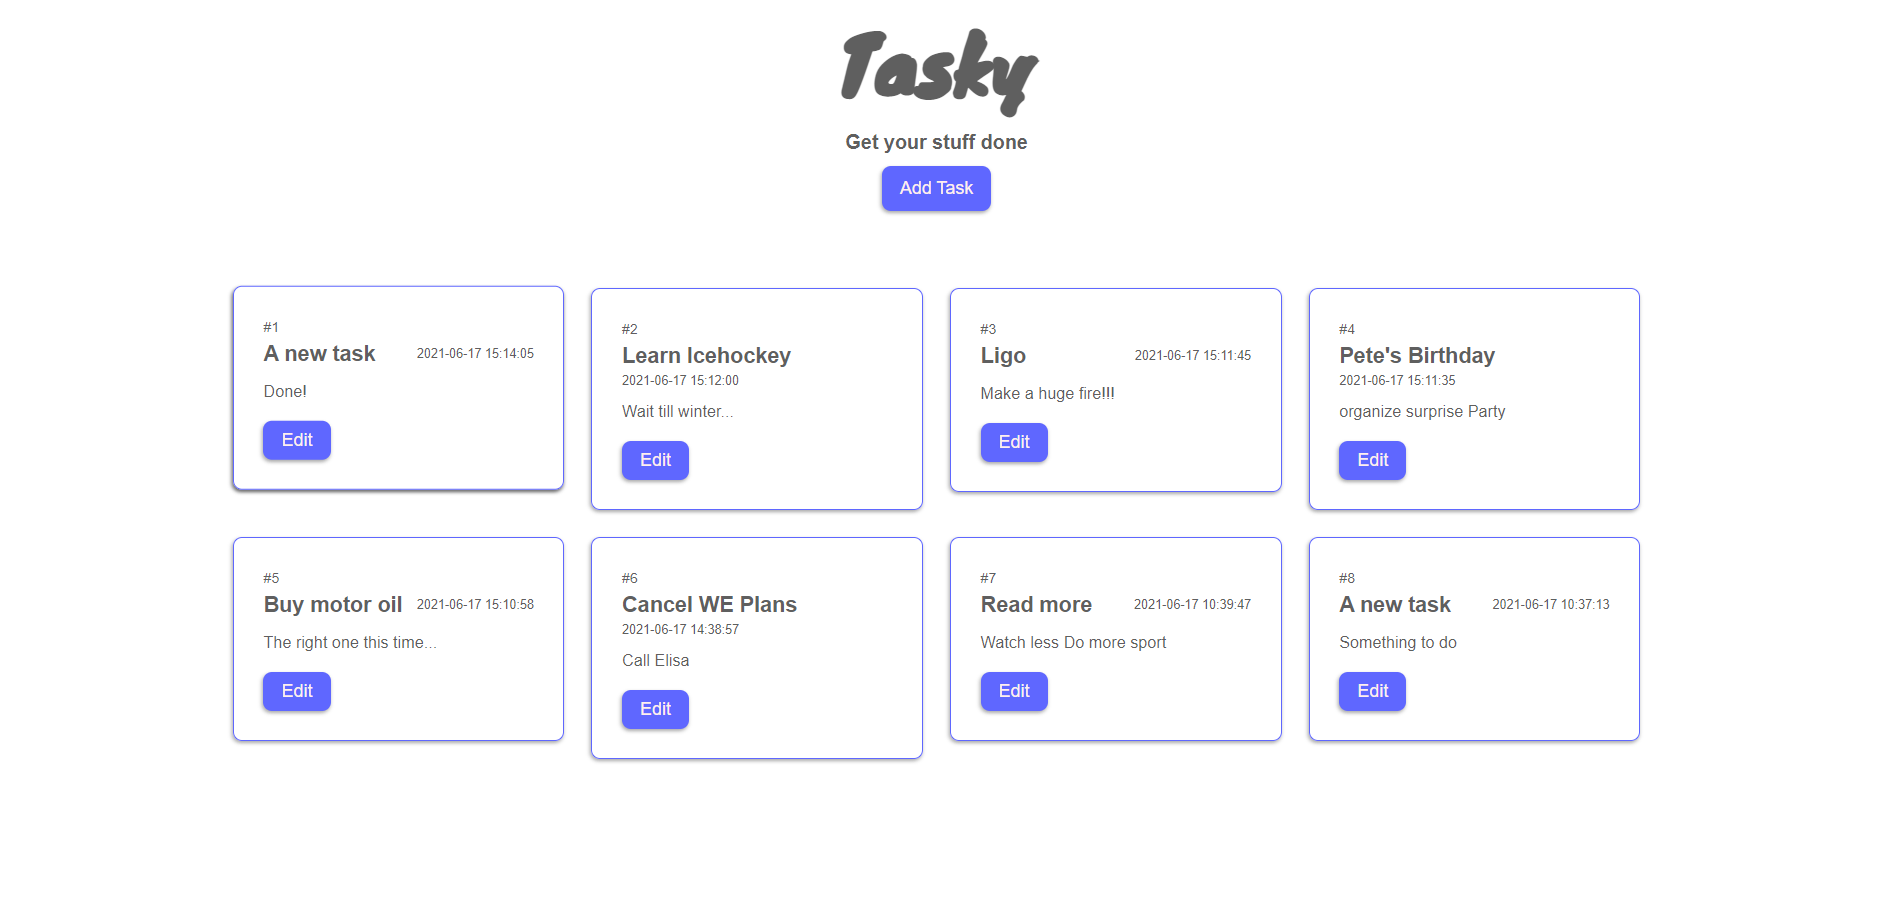 Tasky
Get your stuff done
Add Task
#1
A new task 2021-06-17 15:14:05
Done!
Edit
#2
Learn Icehockey
2021-06-17 15:12:00
Wait till winter...
Edit
#3
Ligo 2021-06-17 15:11:45
Make a huge fire!!!
Edit
#4
Pete's Birthday
2021-06-17 15:11:35
organize surprise Party
Edit
#5
Buy motor oil 2021-06-17 15:10:58
The right one this time...
Edit
#6
Cancel WE Plans
2021-06-17 14:38:57
Call Elisa
Edit
#7
Read more 2021-06-17 10:39:47
Watch less Do more sport
Edit
#8
A new task 2021-06-17 10:37:13
Something to do
Edit